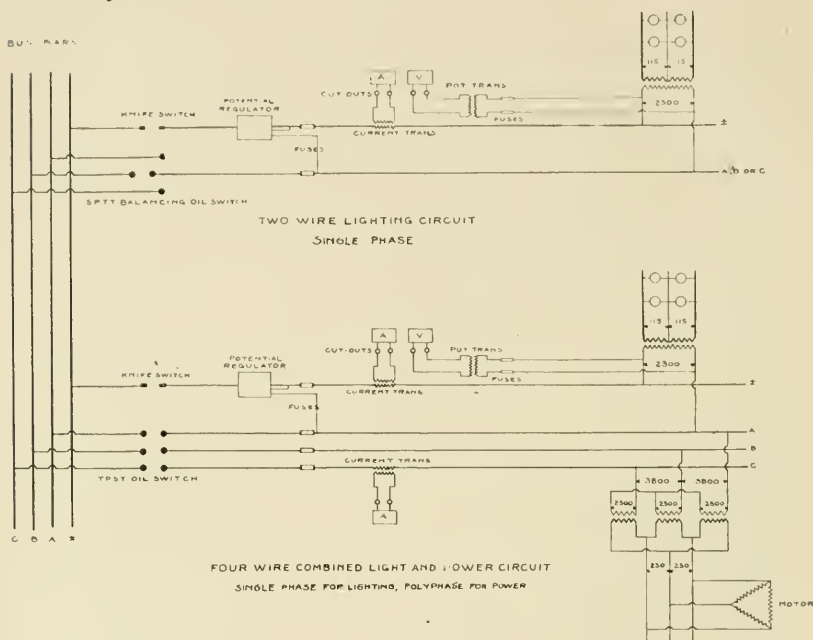 BUS BARS
115 15
2300
A V
CUT OUTS
POT TRANS
POTENTIAL
REGULATOR
KNIFE SWITCH
FUSES
CURRENT TRANS
FUSES
±
A, B OR C
SPTT BALANCING OIL SWITCH
TWO WIRE LIGHTING CIRCUIT
SINGLE PHASE
115 115
2300
A V
CUT-OUTS
POT TRANS
POTENTIAL
REGULATOR
KNIFE SWITCH
FUSES
CURRENT TRANS
FUSES
±
A
B
C
CURRENT TRANS
TPST OIL SWITCH
A
3800 3800
2300 2300 2300
C B A ±
FOUR WIRE COMBINED LIGHT AND POWER CIRCUIT
SINGLE PHASE FOR LIGHTING, POLYPHASE FOR POWER
230 230
MOTOR